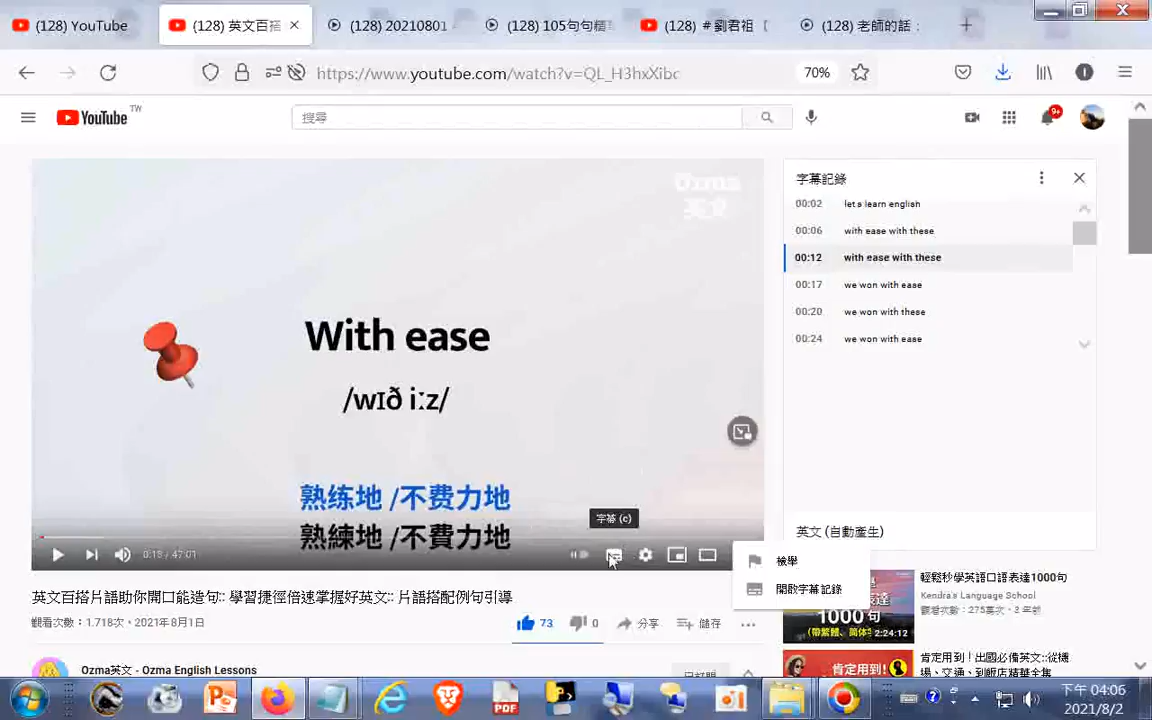 (128) YouTube
(128) 英文百搭
(128) 20210801
(128) 105句句精
(128) #劉君祖
(128) 老師的話 :
https://www.youtube.com/watch?v=QL_H3hxXibc
70%
YouTube TW
搜尋
9+
Ozma
英文
字幕記錄
00:02 let's learn english
00:06 with ease with these
00:12 with ease with these
00:17 we won with ease
00:20 we won with these
00:24 we won with ease
With ease
/wɪð iːz/
熟练地 /不费力地
熟練地 /不费力地
字幕 (c)
英文 (自動產生)
0:13 / 47:01
檢舉
開啟字幕記錄
英文百搭片語助你開口能造句:: 學習捷徑倍速掌握好英文:: 片語搭配例句引導
觀看次數：1,718次・2021年8月1日
73
0
分享
儲存
輕鬆秒學英語口語表達1000句
Kendra's Language School
觀看次數：275萬次・3 年前
1000 句
2:24:12
肯定用到！出國必備英文::從機
場、交通、到飯店精華全集
肯定用到!
Ozma英文 - Ozma English Lessons
已訂閱
PDF
下午 04:06
2021/8/2